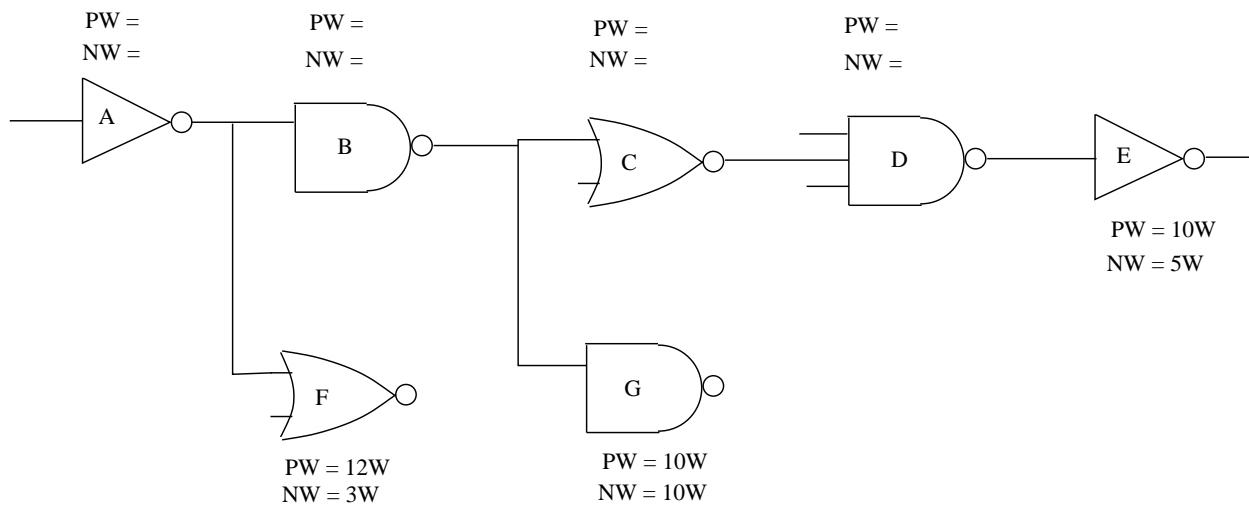 PW =
NW =
PW =
NW =
PW =
NW =
PW =
NW =
A
B
C
D
E
PW = 10W
NW = 5W
F
PW = 12W
NW = 3W
G
PW = 10W
NW = 10W